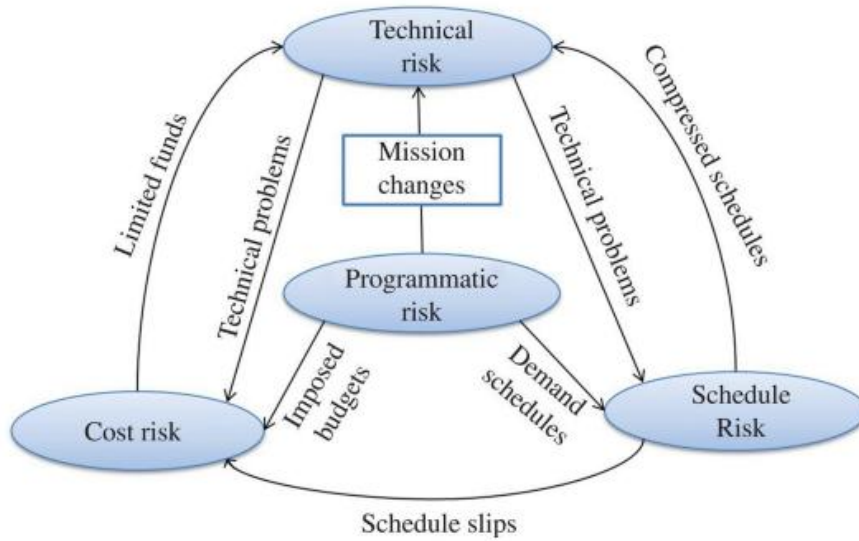 Technical
risk
Limited funds
Technical problems
Mission
changes
Technical problems
Compressed schedules
Programmatic
risk
Imposed
budgets
Demand
schedules
Cost risk
Schedule
Risk
Schedule slips